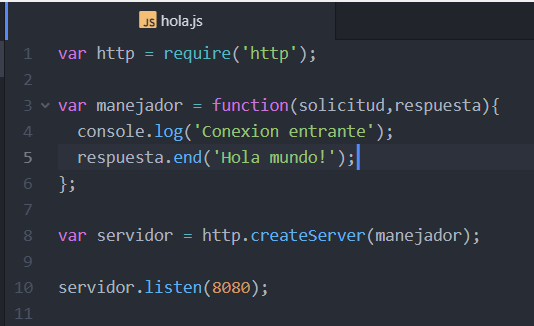 JS hola.js
1 var http = require('http');
2
3 var manejador = function(solicitud,respuesta){
4 console.log('Conexion entrante');
5 respuesta.end('Hola mundo!');
6 };
7
8 var servidor = http.createServer(manejador);
9
10 servidor.listen(8080);
11